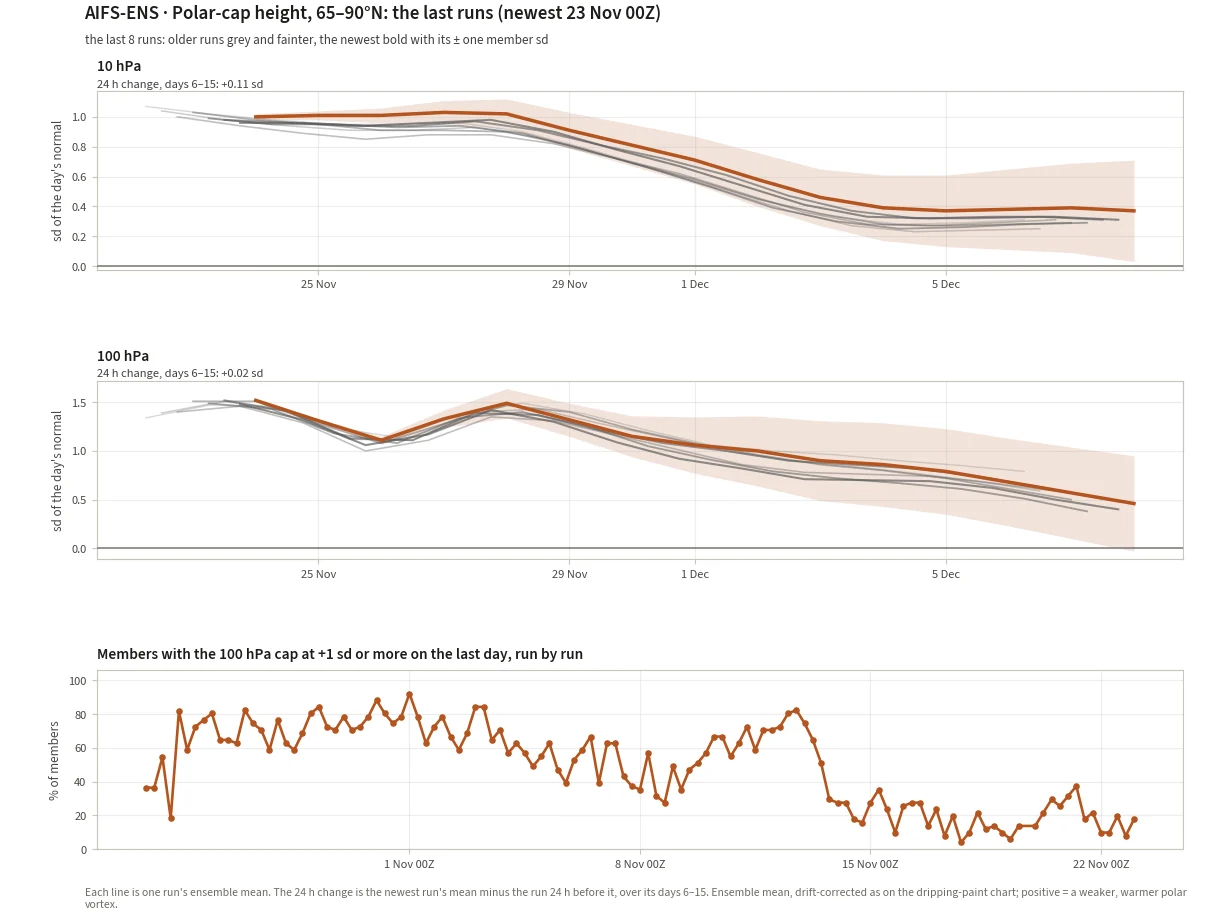 AIFS-ENS · Polar-cap height, 65–90°N: the last runs (newest 23 Nov 00Z)
the last 8 runs: older runs grey and fainter, the newest bold with its ± one member sd
10 hPa
24 h change, days 6–15: +0.11 sd
sd of the day's normal
1.0
0.8
0.6
0.4
0.2
0.0
25 Nov
29 Nov
1 Dec
5 Dec
100 hPa
24 h change, days 6–15: +0.02 sd
sd of the day's normal
1.5
1.0
0.5
0.0
25 Nov
29 Nov
1 Dec
5 Dec
Members with the 100 hPa cap at +1 sd or more on the last day, run by run
% of members
100
80
60
40
20
0
1 Nov 00Z
8 Nov 00Z
15 Nov 00Z
22 Nov 00Z
Each line is one run's ensemble mean. The 24 h change is the newest run's mean minus the run 24 h before it, over its days 6–15. Ensemble mean, drift-corrected as on the dripping-paint chart; positive = a weaker, warmer polar
vortex.